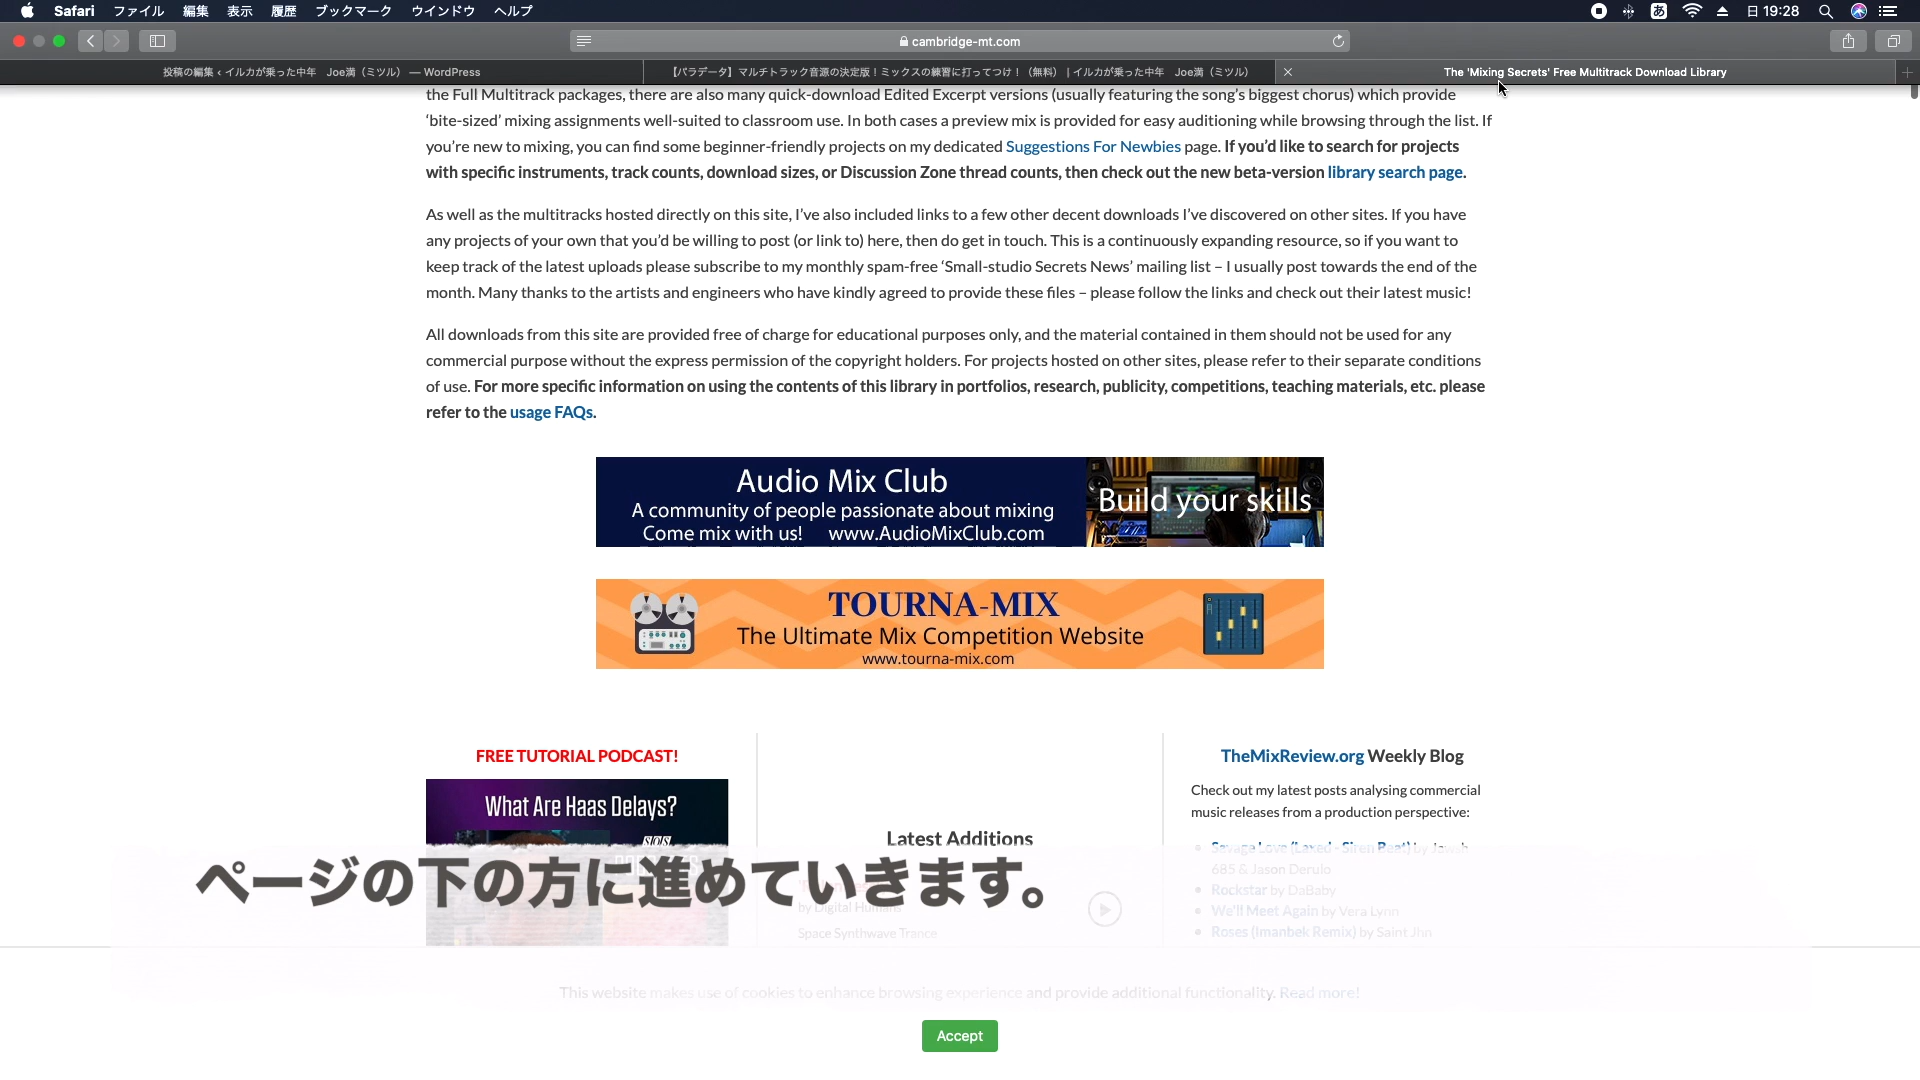 Safari ファイル 編集 表示 履歴 ブックマーク ウインドウ ヘルプ あ 日 19:28
cambridge-mt.com
投稿の編集 ‹ イルカが乗った中年 Joe満（ミツル） — WordPress
【パラデータ】マルチトラック音源の決定版！ミックスの練習に打ってつけ！（無料） | イルカが乗った中年 Joe満（ミツル）
The 'Mixing Secrets' Free Multitrack Download Library
the Full Multitrack packages, there are also many quick-download Edited Excerpt versions (usually featuring the song's biggest chorus) which provide
‘bite-sized’ mixing assignments well-suited to classroom use. In both cases a preview mix is provided for easy auditioning while browsing through the list. If
you’re new to mixing, you can find some beginner-friendly projects on my dedicated Suggestions For Newbies page. If you’d like to search for projects
with specific instruments, track counts, download sizes, or Discussion Zone thread counts, then check out the new beta-version library search page.
As well as the multitracks hosted directly on this site, I’ve also included links to a few other decent downloads I’ve discovered on other sites. If you have
any projects of your own that you’d be willing to post (or link to) here, then do get in touch. This is a continuously expanding resource, so if you want to
keep track of the latest uploads please subscribe to my monthly spam-free ‘Small-studio Secrets News’ mailing list – I usually post towards the end of the
month. Many thanks to the artists and engineers who have kindly agreed to provide these files – please follow the links and check out their latest music!
All downloads from this site are provided free of charge for educational purposes only, and the material contained in them should not be used for any
commercial purpose without the express permission of the copyright holders. For projects hosted on other sites, please refer to their separate conditions
of use. For more specific information on using the contents of this library in portfolios, research, publicity, competitions, teaching materials, etc. please
refer to the usage FAQs.
Audio Mix Club
A community of people passionate about mixing
Come mix with us! www.AudioMixClub.com
Build your skills
TOURNA-MIX
The Ultimate Mix Competition Website
www.tourna-mix.com
FREE TUTORIAL PODCAST!
What Are Haas Delays?
SOS
Latest Additions
by Digital Humans
Space Synthwave Trance
TheMixReview.org Weekly Blog
Check out my latest posts analysing commercial
music releases from a production perspective:
Savage Love (Laxed - Siren Beat) by Jawsh
685 & Jason Derulo
Rockstar by DaBaby
We'll Meet Again by Vera Lynn
Roses (Imanbek Remix) by Saint Jhn
ページの下の方に進めていきます。
This website makes use of cookies to enhance browsing experience and provide additional functionality. Read more!
Accept